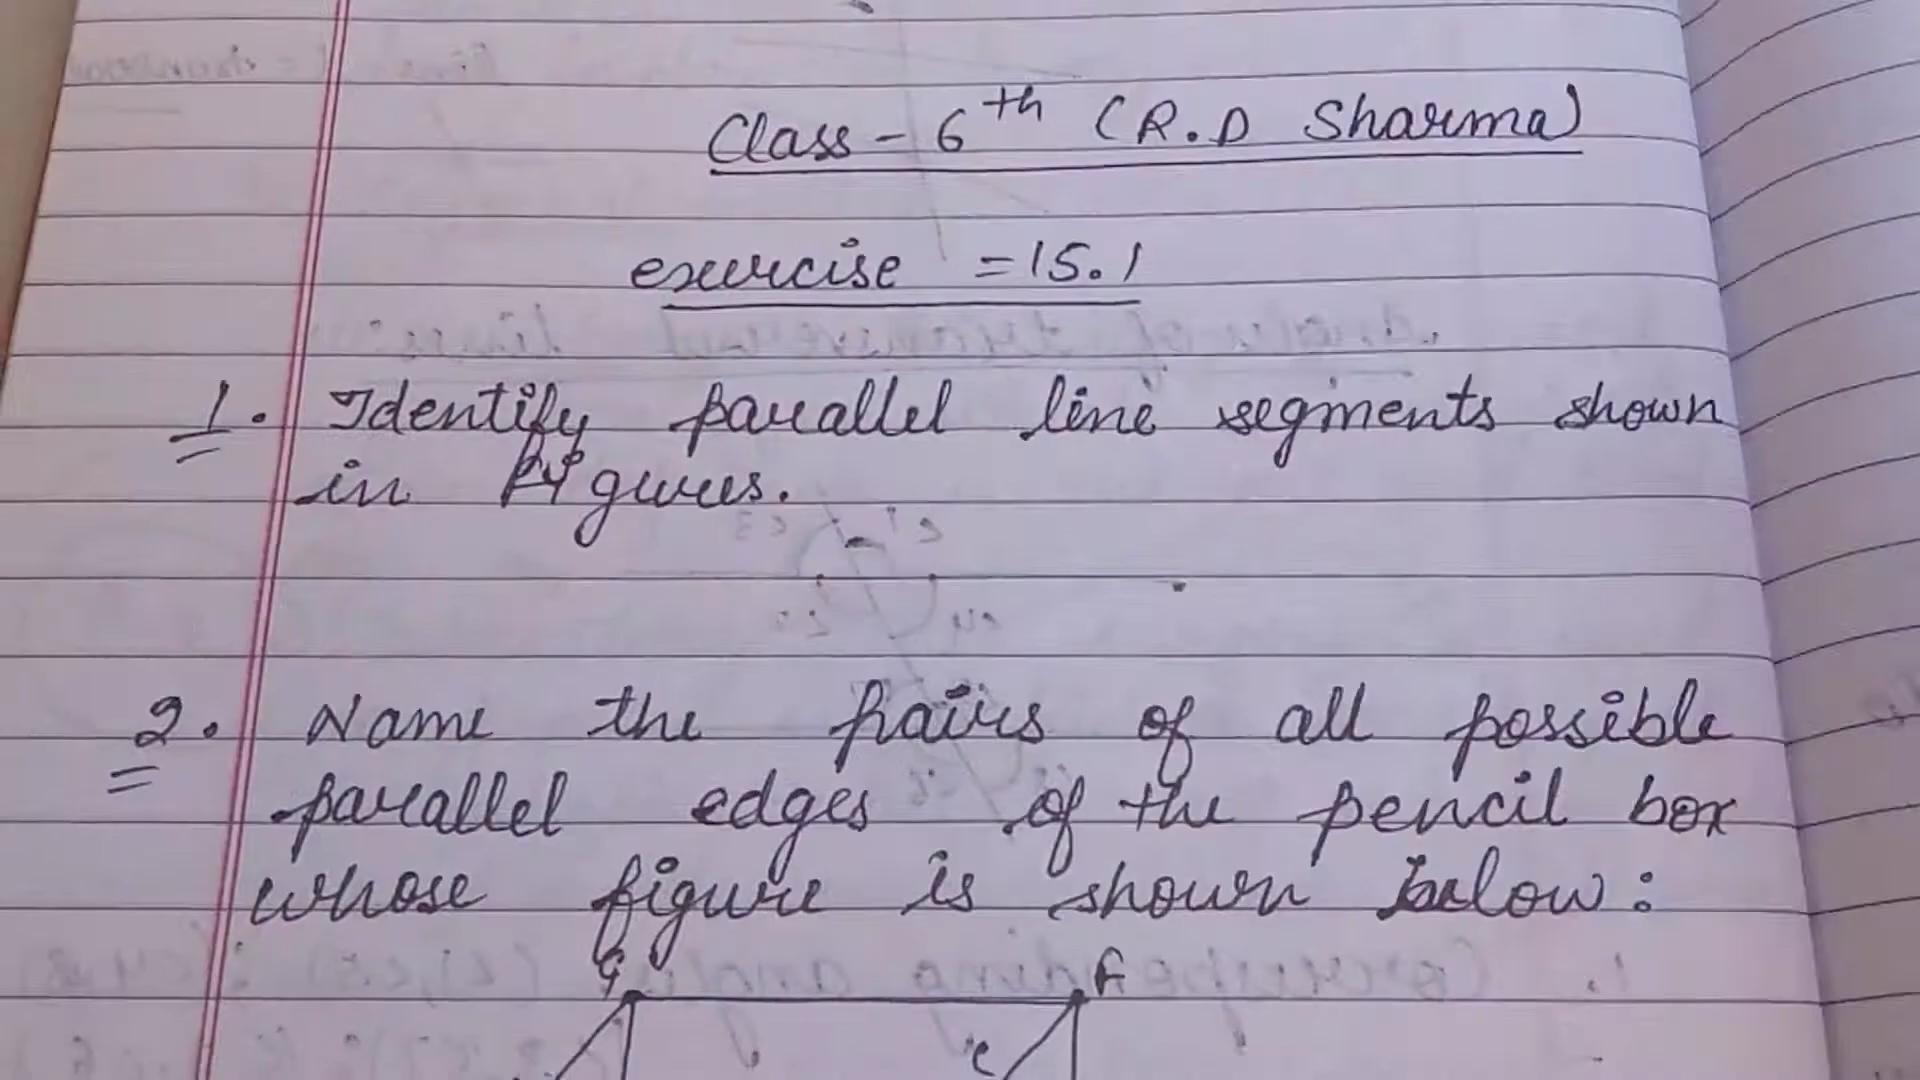 Class - 6th (R.D Sharma)
exercise = 15.1
1. Identify parallel line segments shown
in figures.
2. Name the pairs of all possible
parallel edges of the pencil box
whose figure is shown below:
G F
C